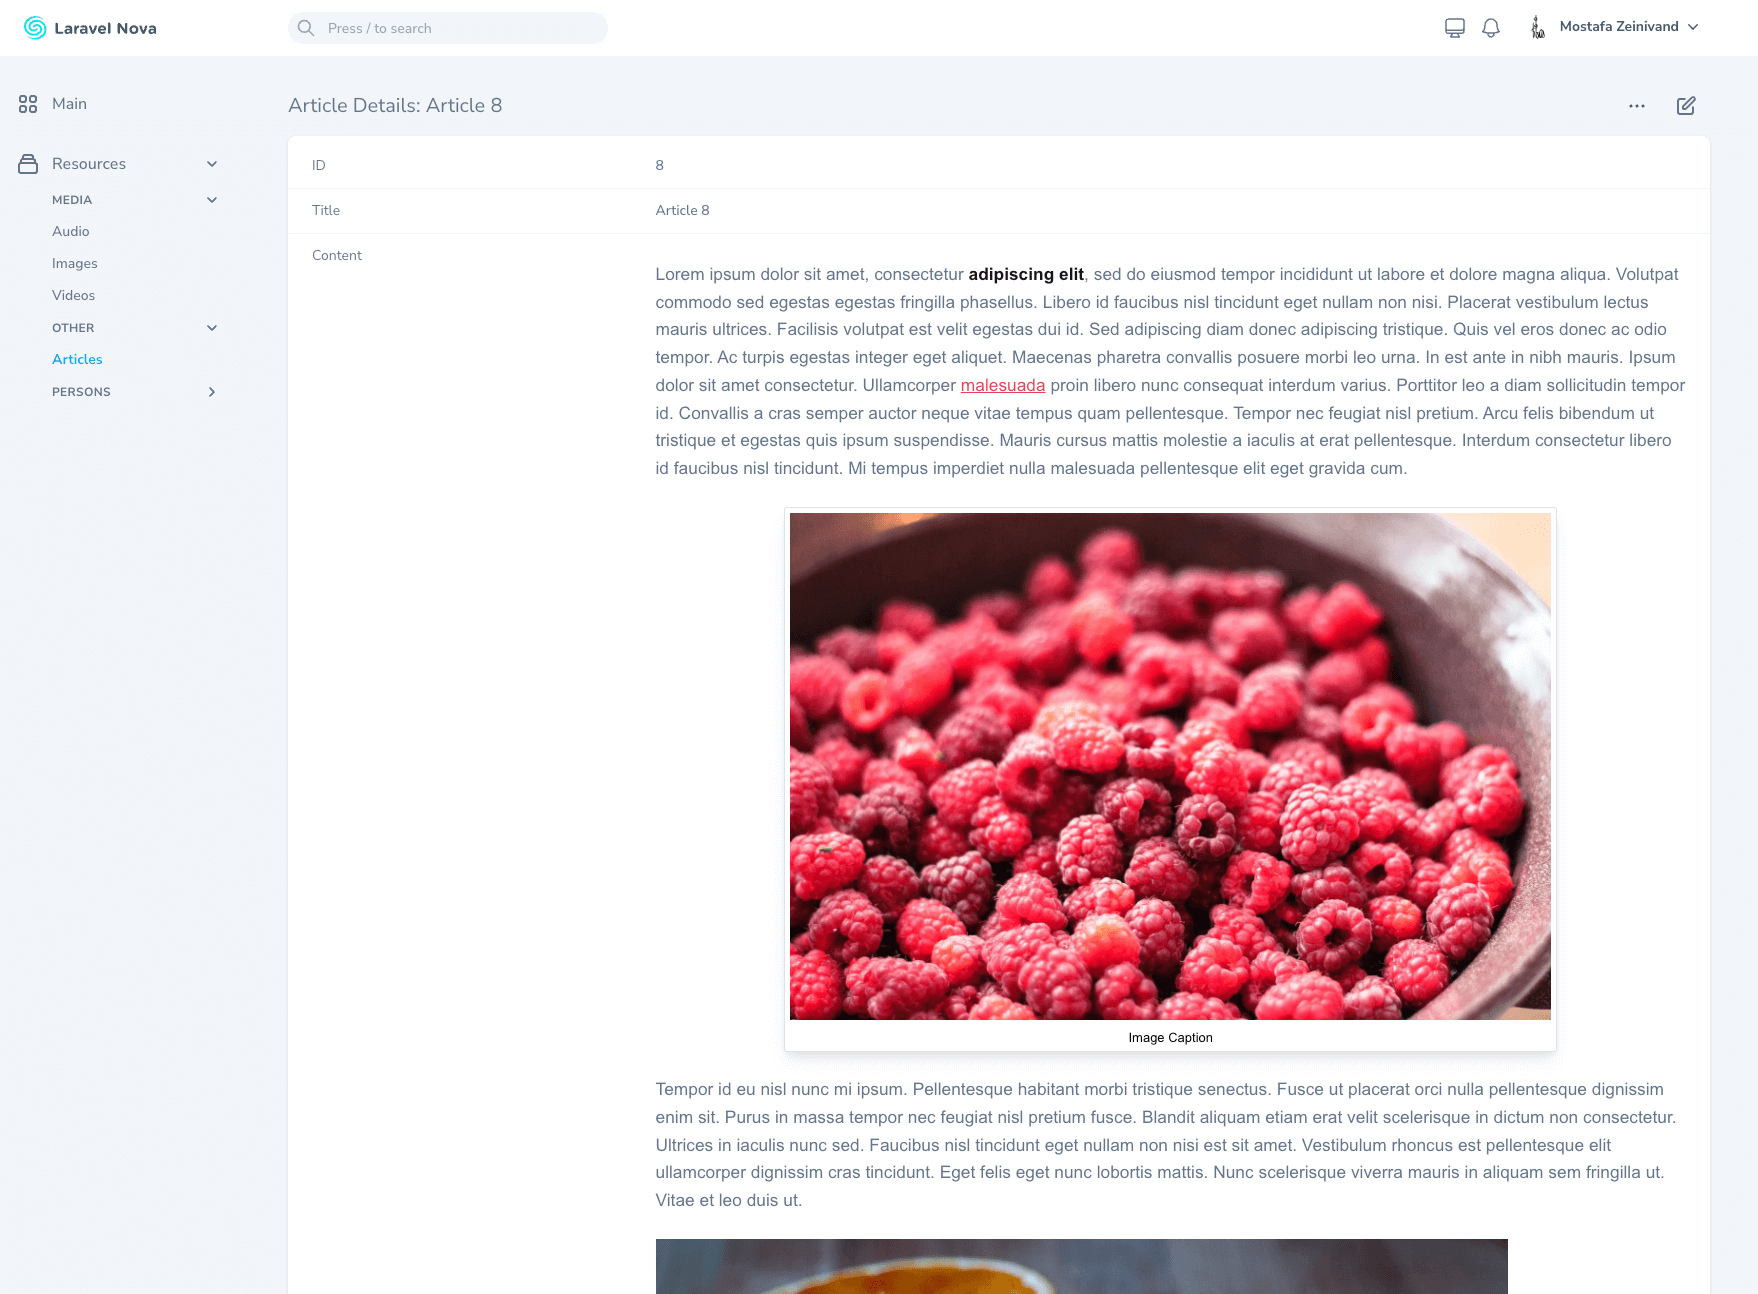 Laravel Nova
Press / to search
Mostafa Zeinivand
Main
Resources
MEDIA
Audio
Images
Videos
OTHER
Articles
PERSONS
Article Details: Article 8
ID
8
Title
Article 8
Content
Lorem ipsum dolor sit amet, consectetur adipiscing elit, sed do eiusmod tempor incididunt ut labore et dolore magna aliqua. Volutpat
commodo sed egestas egestas fringilla phasellus. Libero id faucibus nisl tincidunt eget nullam non nisi. Placerat vestibulum lectus
mauris ultrices. Facilisis volutpat est velit egestas dui id. Sed adipiscing diam donec adipiscing tristique. Quis vel eros donec ac odio
tempor. Ac turpis egestas integer eget aliquet. Maecenas pharetra convallis posuere morbi leo urna. In est ante in nibh mauris. Ipsum
dolor sit amet consectetur. Ullamcorper malesuada proin libero nunc consequat interdum varius. Porttitor leo a diam sollicitudin tempor
id. Convallis a cras semper auctor neque vitae tempus quam pellentesque. Tempor nec feugiat nisl pretium. Arcu felis bibendum ut
tristique et egestas quis ipsum suspendisse. Mauris cursus mattis molestie a iaculis at erat pellentesque. Interdum consectetur libero
id faucibus nisl tincidunt. Mi tempus imperdiet nulla malesuada pellentesque elit eget gravida cum.
Image Caption
Tempor id eu nisl nunc mi ipsum. Pellentesque habitant morbi tristique senectus. Fusce ut placerat orci nulla pellentesque dignissim
enim sit. Purus in massa tempor nec feugiat nisl pretium fusce. Blandit aliquam etiam erat velit scelerisque in dictum non consectetur.
Ultrices in iaculis nunc sed. Faucibus nisl tincidunt eget nullam non nisi est sit amet. Vestibulum rhoncus est pellentesque elit
ullamcorper dignissim cras tincidunt. Eget felis eget nunc lobortis mattis. Nunc scelerisque viverra mauris in aliquam sem fringilla ut.
Vitae et leo duis ut.